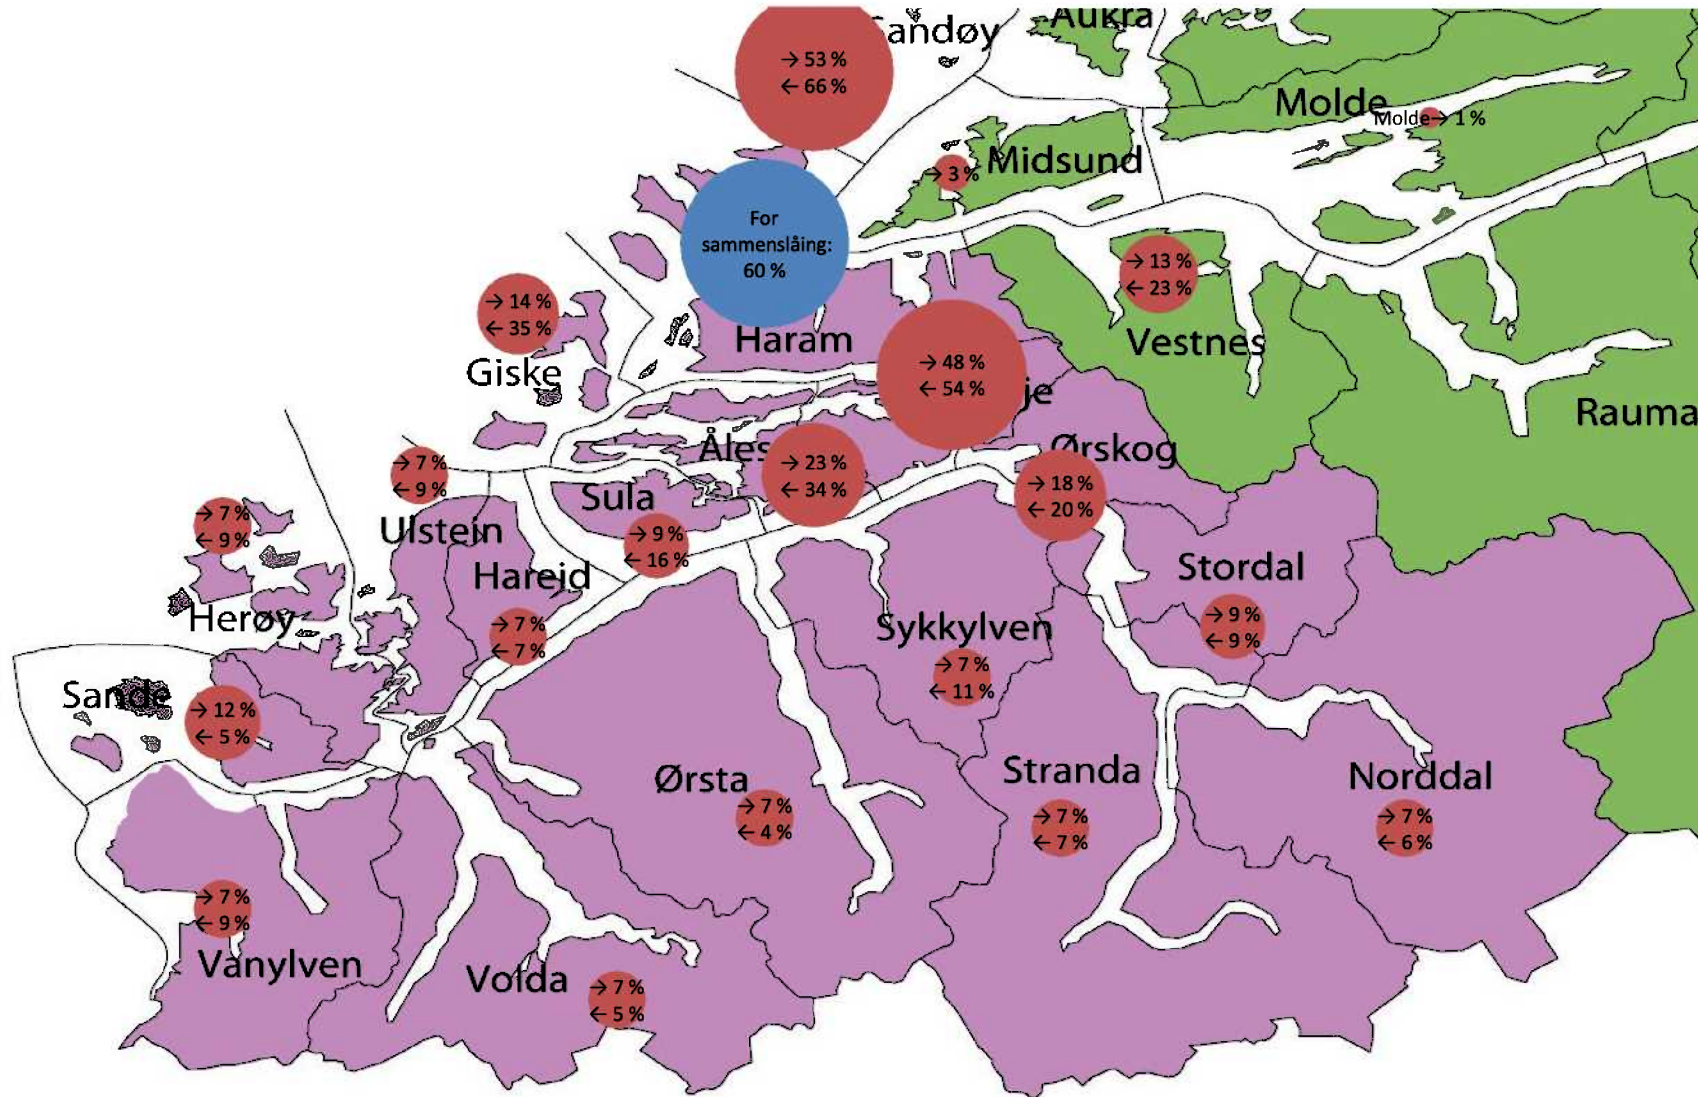 andøy
Aukra
→ 53 %
← 66 %
Molde
Molde→ 1 %
Midsund
→ 3 %
For
sammenslåing:
60 %
→ 13 %
← 23 %
Vestnes
→ 14 %
← 35 %
Giske
Haram
→ 48 %
← 54 %
je
Rauma
Åles
→ 23 %
← 34 %
Ørskog
→ 18 %
← 20 %
→ 7 %
← 9 %
Ulstein
Sula
→ 9 %
← 16 %
→ 7 %
← 9 %
Herøy
Hareid
→ 7 %
← 7 %
Stordal
→ 9 %
← 9 %
Sykkylven
→ 7 %
← 11 %
Sande
→ 12 %
← 5 %
Ørsta
→ 7 %
← 4 %
Stranda
→ 7 %
← 7 %
Norddal
→ 7 %
← 6 %
→ 7 %
← 9 %
Vanylven
Volda
→ 7 %
← 5 %